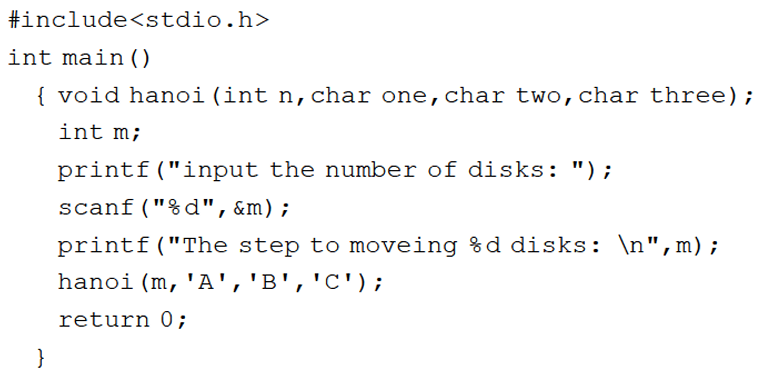 #include<stdio.h>
int main()
{ void hanoi(int n,char one,char two,char three);
int m;
printf("input the number of disks: ");
scanf("%d",&m);
printf("The step to moveing %d disks: \n",m);
hanoi(m,'A','B','C');
return 0;
}